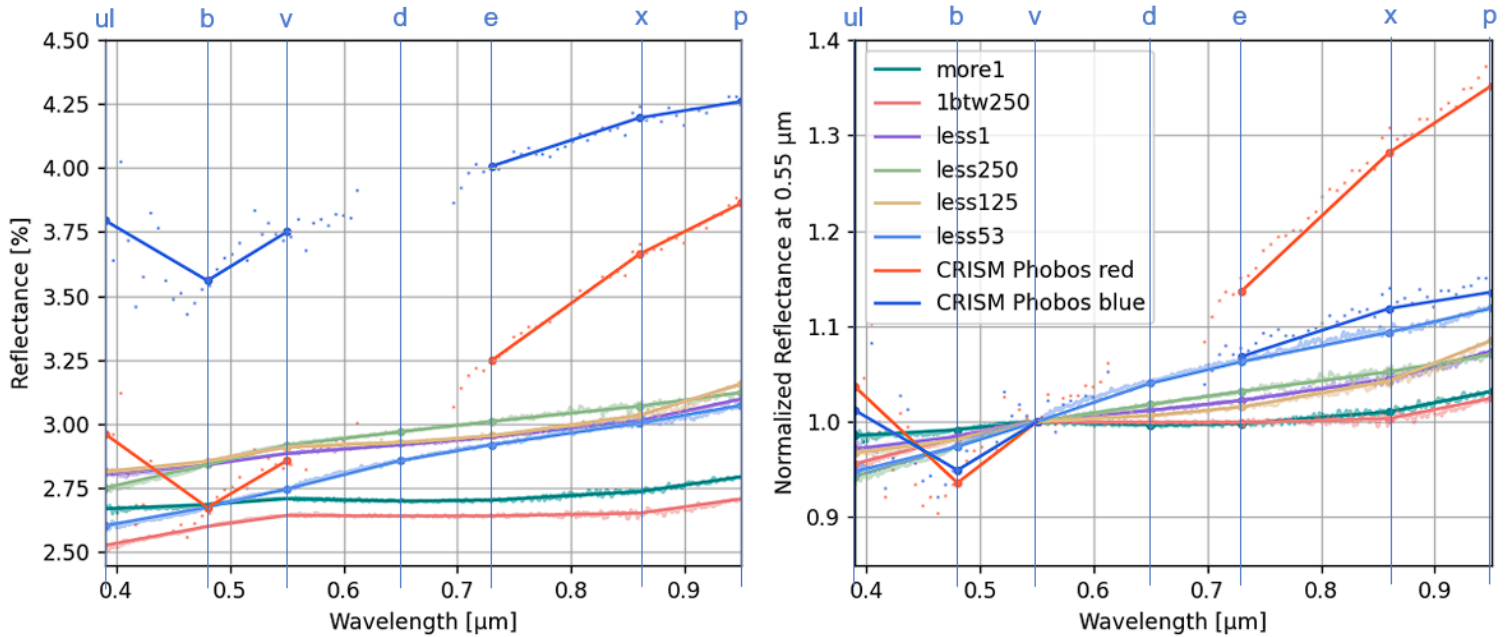 ul b v d e x p
4.50
4.25
4.00
3.75
3.50
3.25
3.00
2.75
2.50
Reflectance [%]
0.4 0.5 0.6 0.7 0.8 0.9
Wavelength [μm]
ul b v d e x p
1.4
1.3
1.2
1.1
1.0
0.9
Normalized Reflectance at 0.55 μm
more1
1btw250
less1
less250
less125
less53
CRISM Phobos red
CRISM Phobos blue
0.4 0.5 0.6 0.7 0.8 0.9
Wavelength [μm]